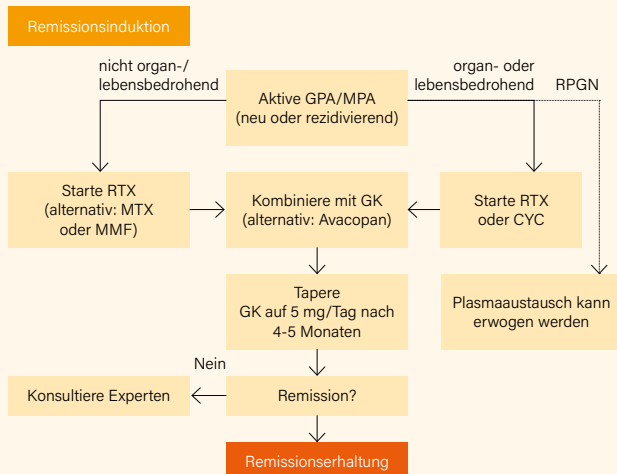 Remissionsinduktion
nicht organ-/
lebensbedrohend
organ- oder
lebensbedrohend
RPGN
Aktive GPA/MPA
(neu oder rezidivierend)
Starte RTX
(alternativ: MTX
oder MMF)
Kombiniere mit GK
(alternativ: Avacopan)
Starte RTX
oder CYC
Tapere
GK auf 5 mg/Tag nach
4-5 Monaten
Plasmaaustausch kann
erwogen werden
Nein
Konsultiere Experten
Remission?
Remissionserhaltung